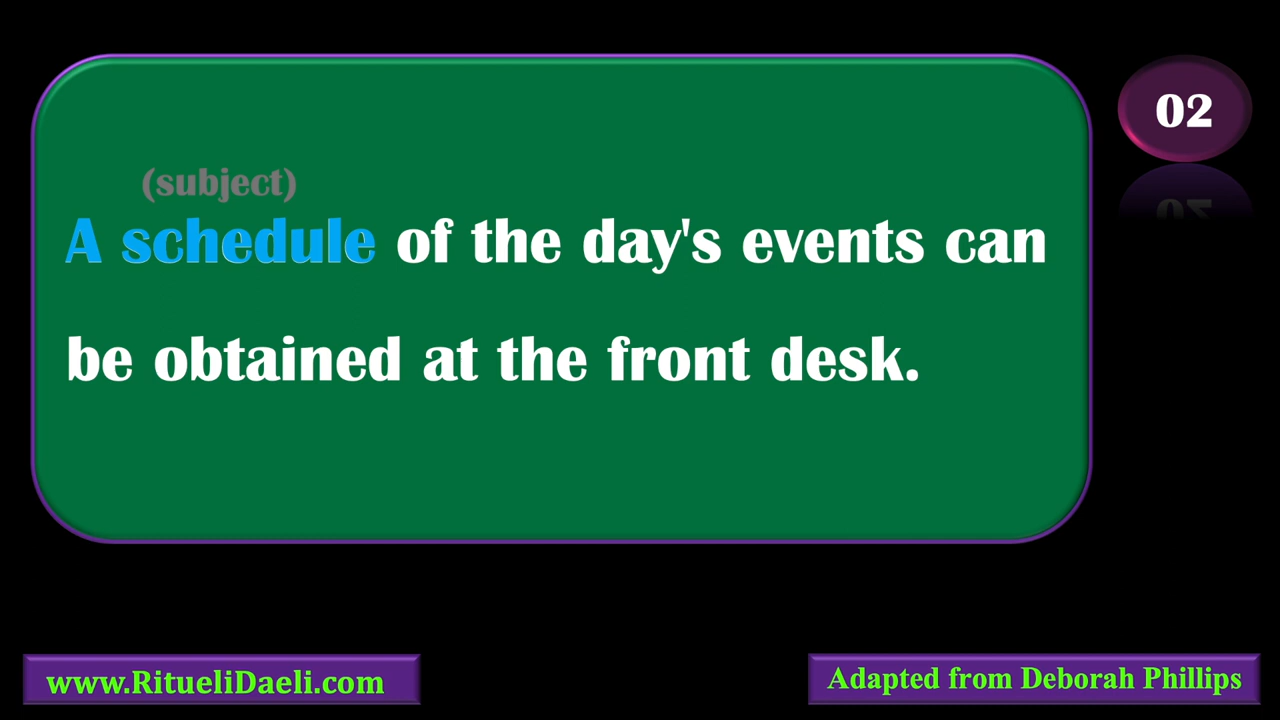 02
(subject)
A schedule of the day's events can
be obtained at the front desk.
www.RitueliDaeli.com
Adapted from Deborah Phillips